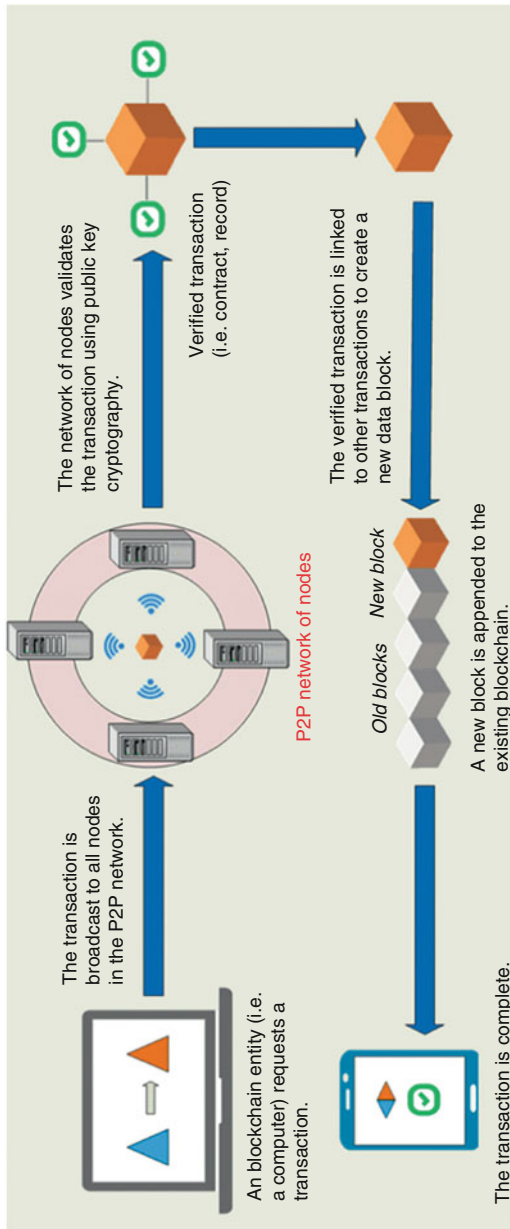 An blockchain entity (i.e.
a computer) requests a
transaction.
The transaction is
broadcast to all nodes
in the P2P network.
P2P network of nodes
The network of nodes validates
the transaction using public key
cryptography.
Verified transaction
(i.e. contract, record)
The verified transaction is linked
to other transactions to create a
new data block.
Old blocks
New block
A new block is appended to the
existing blockchain.
The transaction is complete.